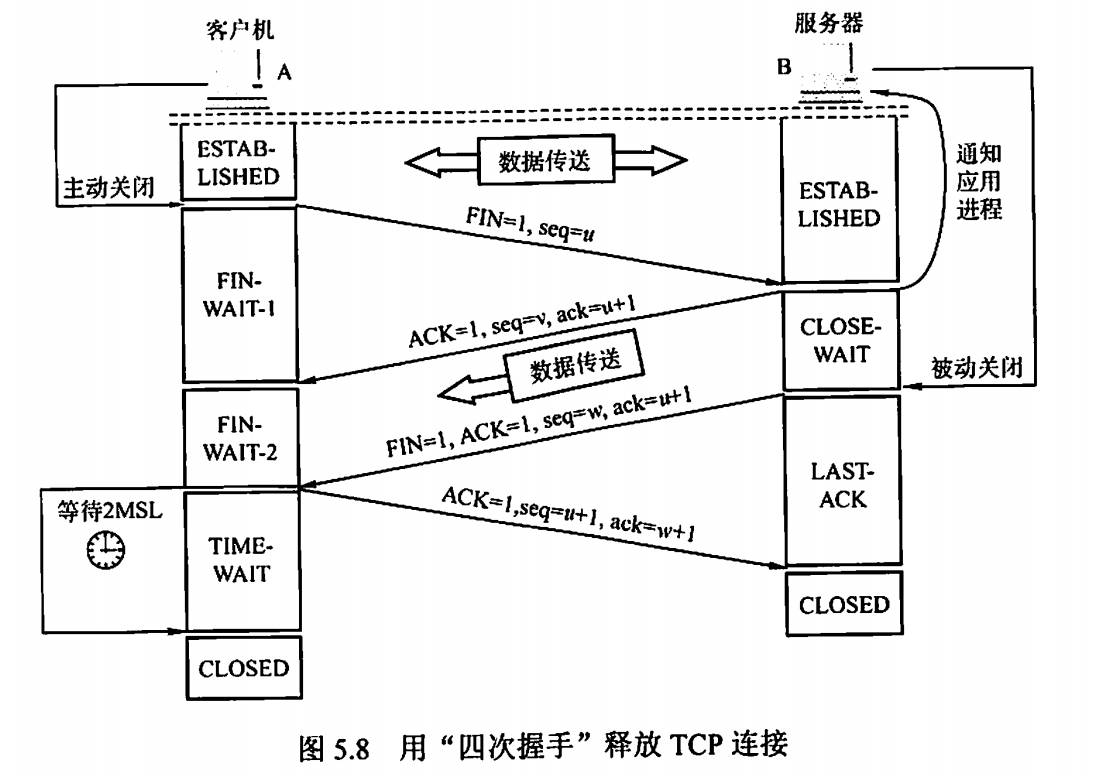 客户机
服务器
A
B
ESTAB-
LISHED
数据传送
主动关闭
ESTAB-
LISHED
通知
应用
进程
FIN=1, seq=u
FIN-
WAIT-1
ACK=1, seq=v, ack=u+1
CLOSE-
WAIT
数据传送
被动关闭
FIN-
WAIT-2
FIN=1, ACK=1, seq=w, ack=u+1
LAST-
ACK
等待2MSL
ACK=1,seq=u+1, ack=w+1
TIME-
WAIT
CLOSED
CLOSED
图 5.8 用“四次握手”释放 TCP 连接